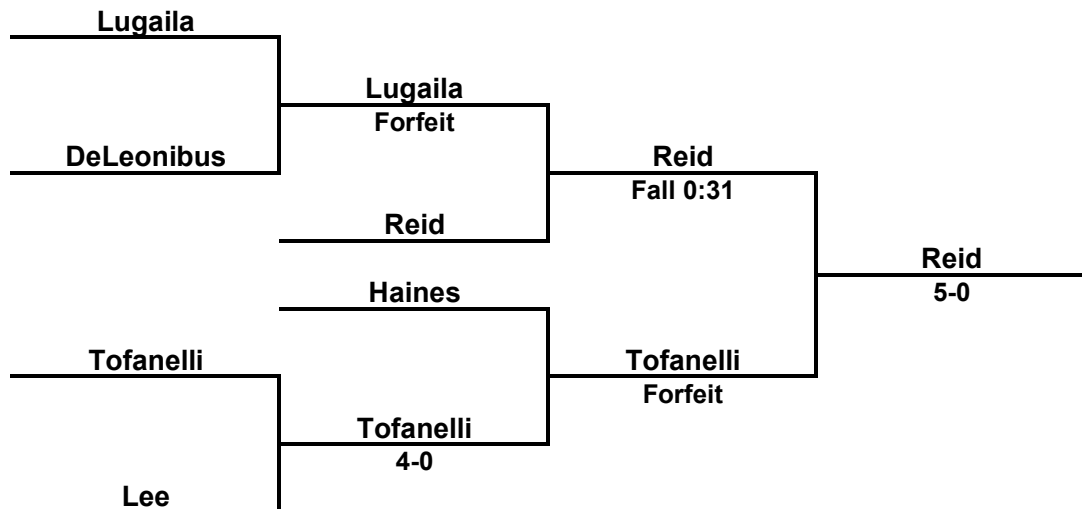 Lugaila
Lugaila
Forfeit
DeLeonibus
Reid
Fall 0:31
Reid
Reid
5-0
Haines
Tofanelli
Tofanelli
Forfeit
Tofanelli
4-0
Lee